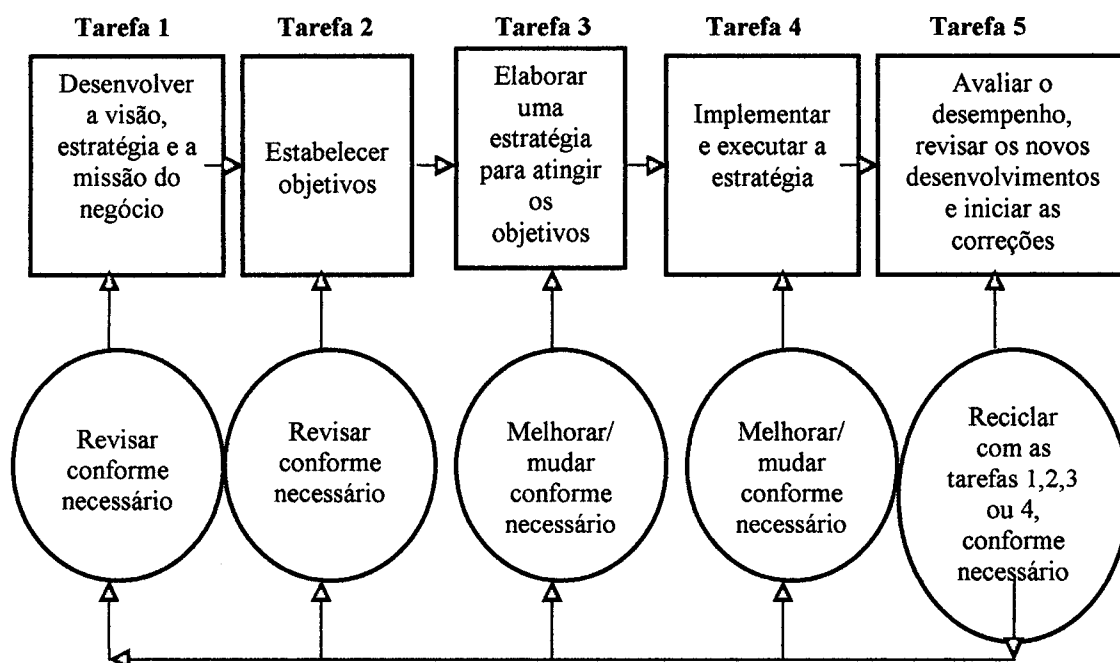 Tarefa 1
Tarefa 2
Tarefa 3
Tarefa 4
Tarefa 5
Desenvolver
a visão,
estratégia e a
missão do
negócio
Estabelecer
objetivos
Elaborar
uma
estratégia
para atingir
os
objetivos
Implementar
e executar a
estratégia
Avaliar o
desempenho,
revisar os novos
desenvolvimentos
e iniciar as
correções
Revisar
conforme
necessário
Revisar
conforme
necessário
Melhorar/
mudar
conforme
necessário
Melhorar/
mudar
conforme
necessário
Reciclar
com as
tarefas 1,2,3
ou 4,
conforme
necessário